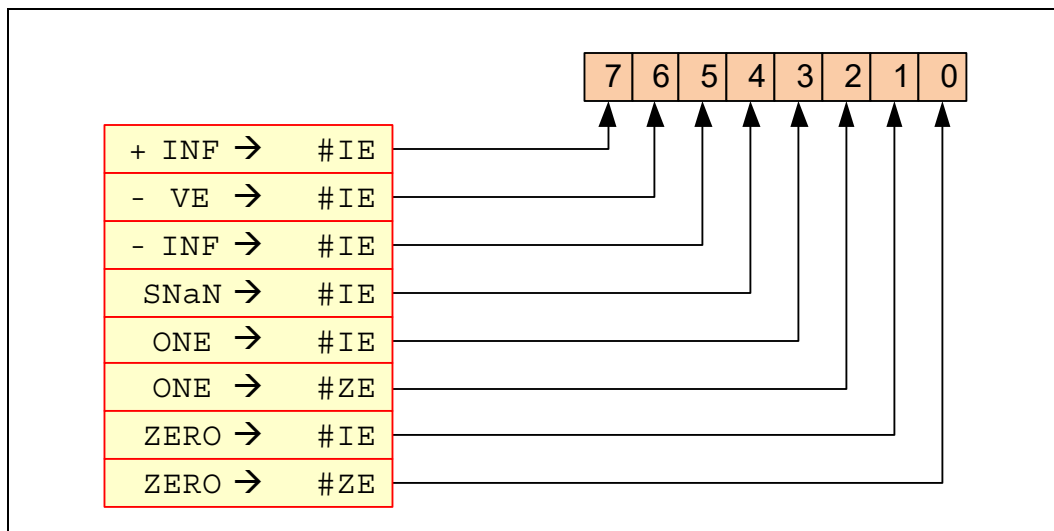 7 6 5 4 3 2 1 0
+ INF → #IE
- VE → #IE
- INF → #IE
SNaN → #IE
ONE → #IE
ONE → #ZE
ZERO → #IE
ZERO → #ZE